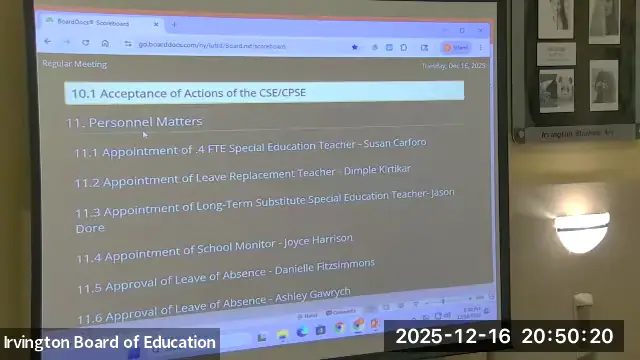 BoardDocs® Scoreboard
go.boarddocs.com/ny/iufsd/Board.nsf/scoreboard
Regular Meeting
Tuesday, Dec 16, 2025
10.1 Acceptance of Actions of the CSE/CPSE
11. Personnel Matters
11.1 Appointment of .4 FTE Special Education Teacher - Susan Carforo
11.2 Appointment of Leave Replacement Teacher - Dimple Kirtikar
11.3 Appointment of Long-Term Substitute Special Education Teacher- Jason
Dore
11.4 Appointment of School Monitor - Joyce Harrison
11.5 Approval of Leave of Absence - Danielle Fitzsimmons
11.6 Approval of Leave of Absence - Ashley Gawrych
Irvington Board of Education
2025-12-16 20:50:20